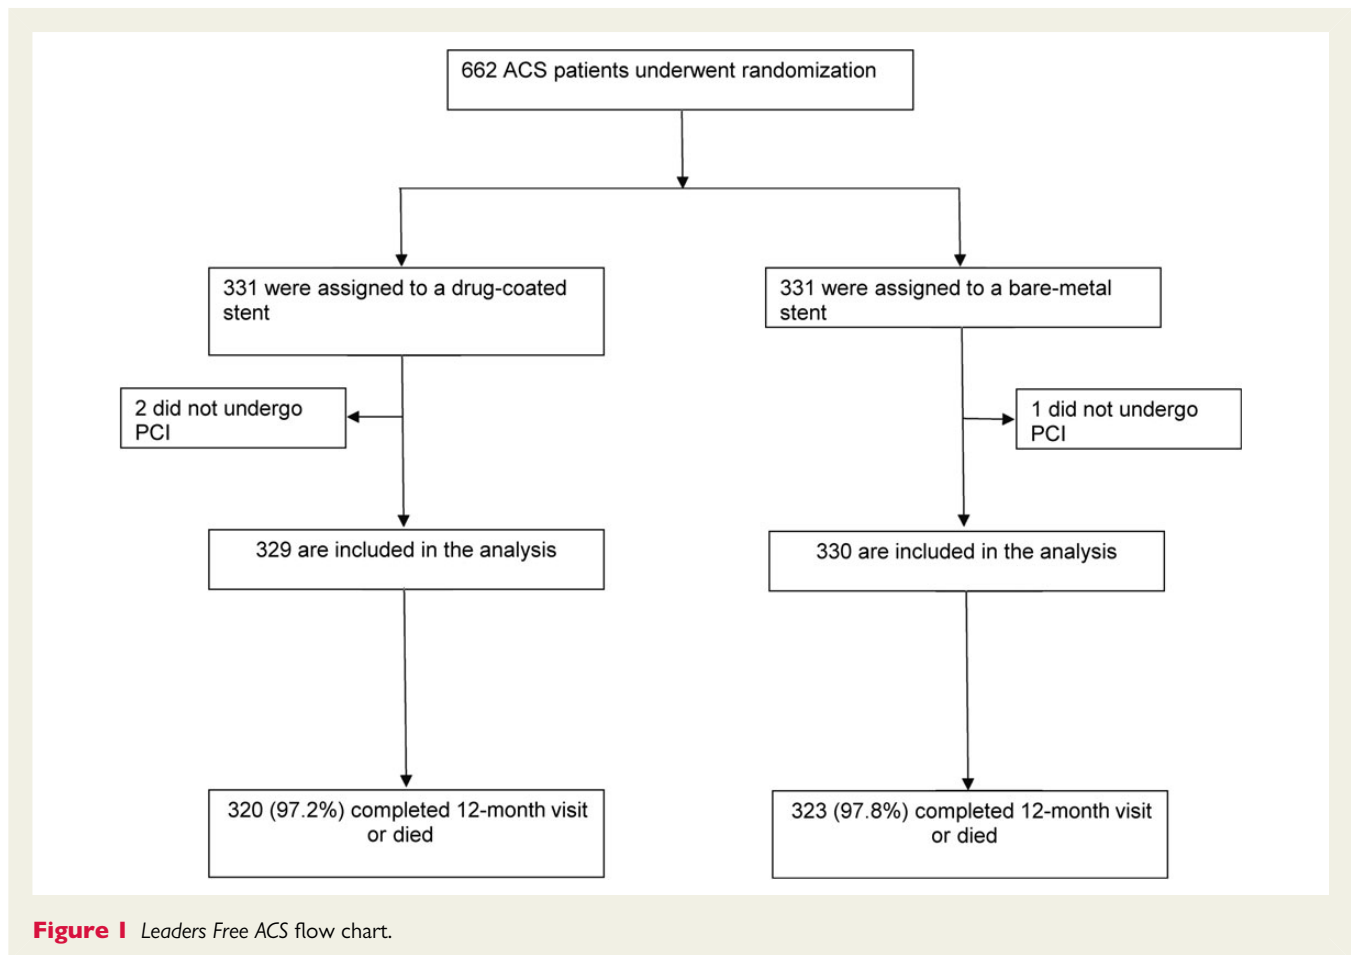 662 ACS patients underwent randomization
331 were assigned to a drug-coated
stent
331 were assigned to a bare-metal
stent
2 did not undergo
PCI
1 did not undergo
PCI
329 are included in the analysis
330 are included in the analysis
320 (97.2%) completed 12-month visit
or died
323 (97.8%) completed 12-month visit
or died
Figure 1 Leaders Free ACS flow chart.